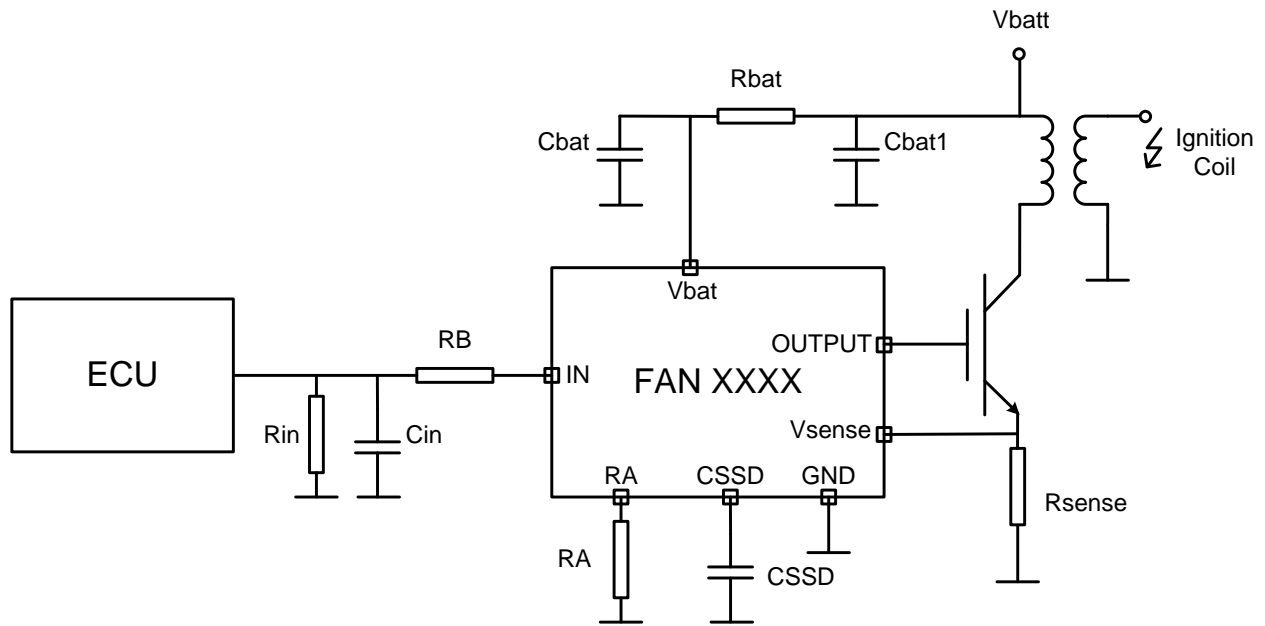 Vbatt
Rbat
Cbat
Cbat1
Ignition
Coil
Vbat
ECU
RB
IN
OUTPUT
FAN XXXX
Rin
Cin
Vsense
RA
CSSD
GND
Rsense
RA
CSSD